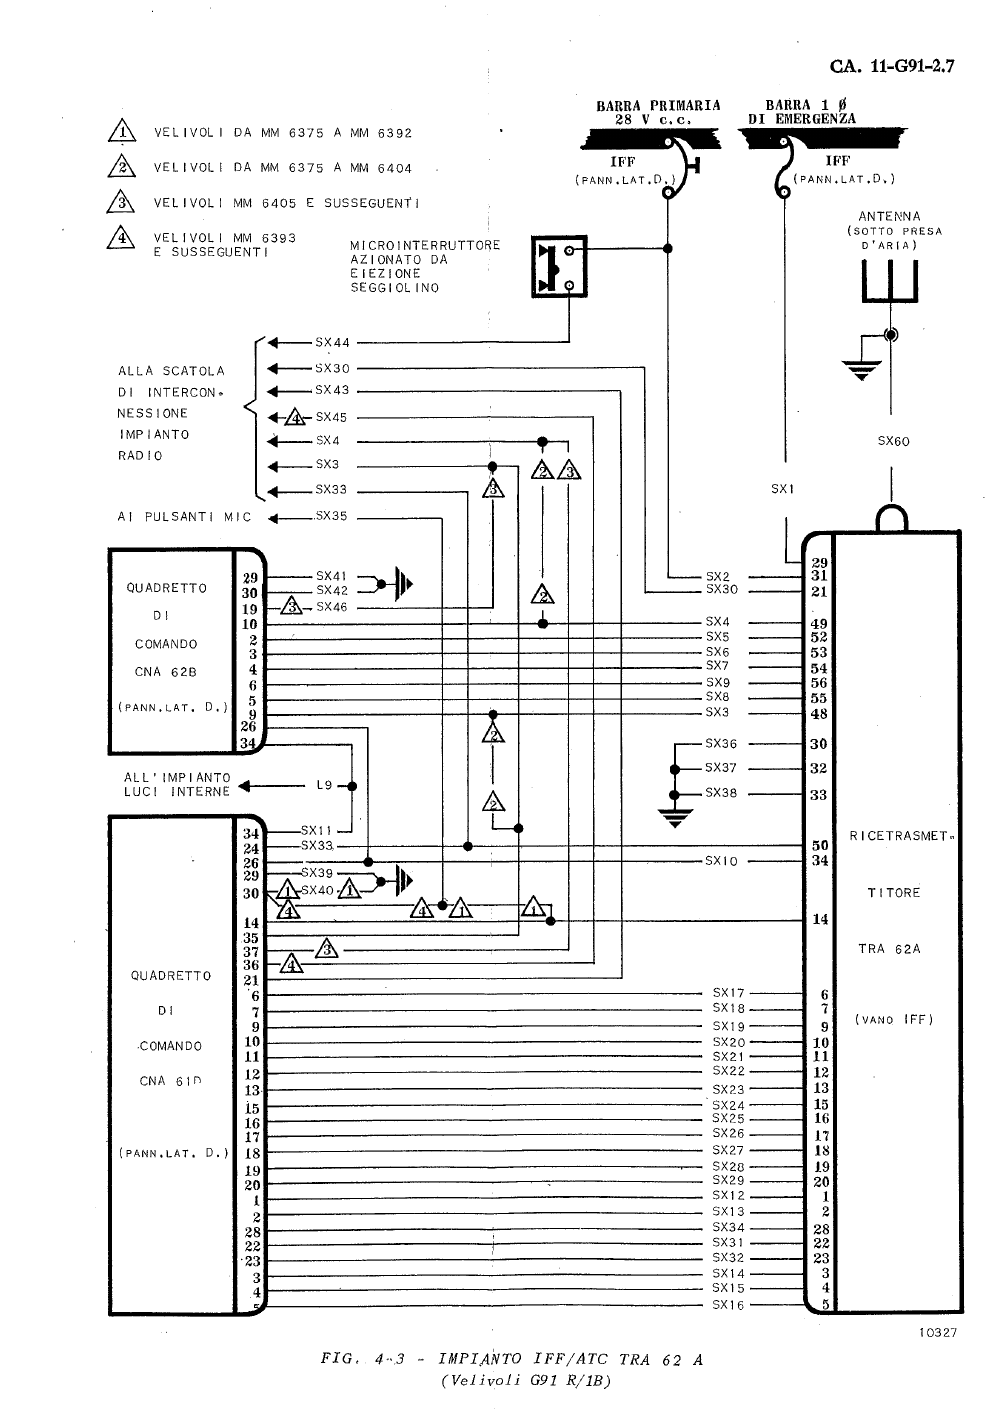 CA. 11-G91-2.7
1 VELIVOLI DA MM 6375 A MM 6392
2 VELIVOLI DA MM 6375 A MM 6404
3 VELIVOLI MM 6405 E SUSSEGUENTI
4 VELIVOLI MM 6393
E SUSSEGUENTI
BARRA PRIMARIA
28 V c.c.
IFF
(PANN.LAT.D.)
BARRA 1 Ø
DI EMERGENZA
IFF
(PANN.LAT.D.)
ANTENNA
(SOTTO PRESA
D'ARIA)
MICROINTERRUTTORE
AZIONATO DA
EIEZIONE
SEGGIOLINO
ALLA SCATOLA
DI INTERCON-
NESSIONE
IMPIANTO
RADIO
SX44
SX30
SX43
4 SX45
SX4
SX3
SX33
AI PULSANTI MIC
SX35
2
3
3
SX1
SX60
QUADRETTO
DI
COMANDO
CNA 62B
(PANN.LAT. D.)
29 SX41
30 SX42
19 3 SX46
10
2
3
4
6
5
9
26
34
2
2
2
ALL'IMPIANTO
LUCI INTERNE
L9
29
SX2 31
SX30 21
SX4 49
SX5 52
SX6 53
SX7 54
SX9 56
SX8 55
SX3 48
SX36 30
SX37 32
SX38 33
50
SX10 34
14
RICETRASMET-
TITORE
TRA 62A
(VANO IFF)
34 SX11
24 SX33
26
29 SX39
30 1 SX40 1
4 4 1 1
14
35
37 3
36 4
21
QUADRETTO
DI
COMANDO
CNA 61D
(PANN.LAT. D.)
6 SX17 6
7 SX18 7
9 SX19 9
10 SX20 10
11 SX21 11
12 SX22 12
13 SX23 13
15 SX24 15
16 SX25 16
17 SX26 17
18 SX27 18
19 SX28 19
20 SX29 20
1 SX12 1
2 SX13 2
28 SX34 28
22 SX31 22
23 SX32 23
3 SX14 3
4 SX15 4
5 SX16 5
10327
FIG. 4-3 - IMPIANTO IFF/ATC TRA 62 A
(Velivoli G91 R/1B)